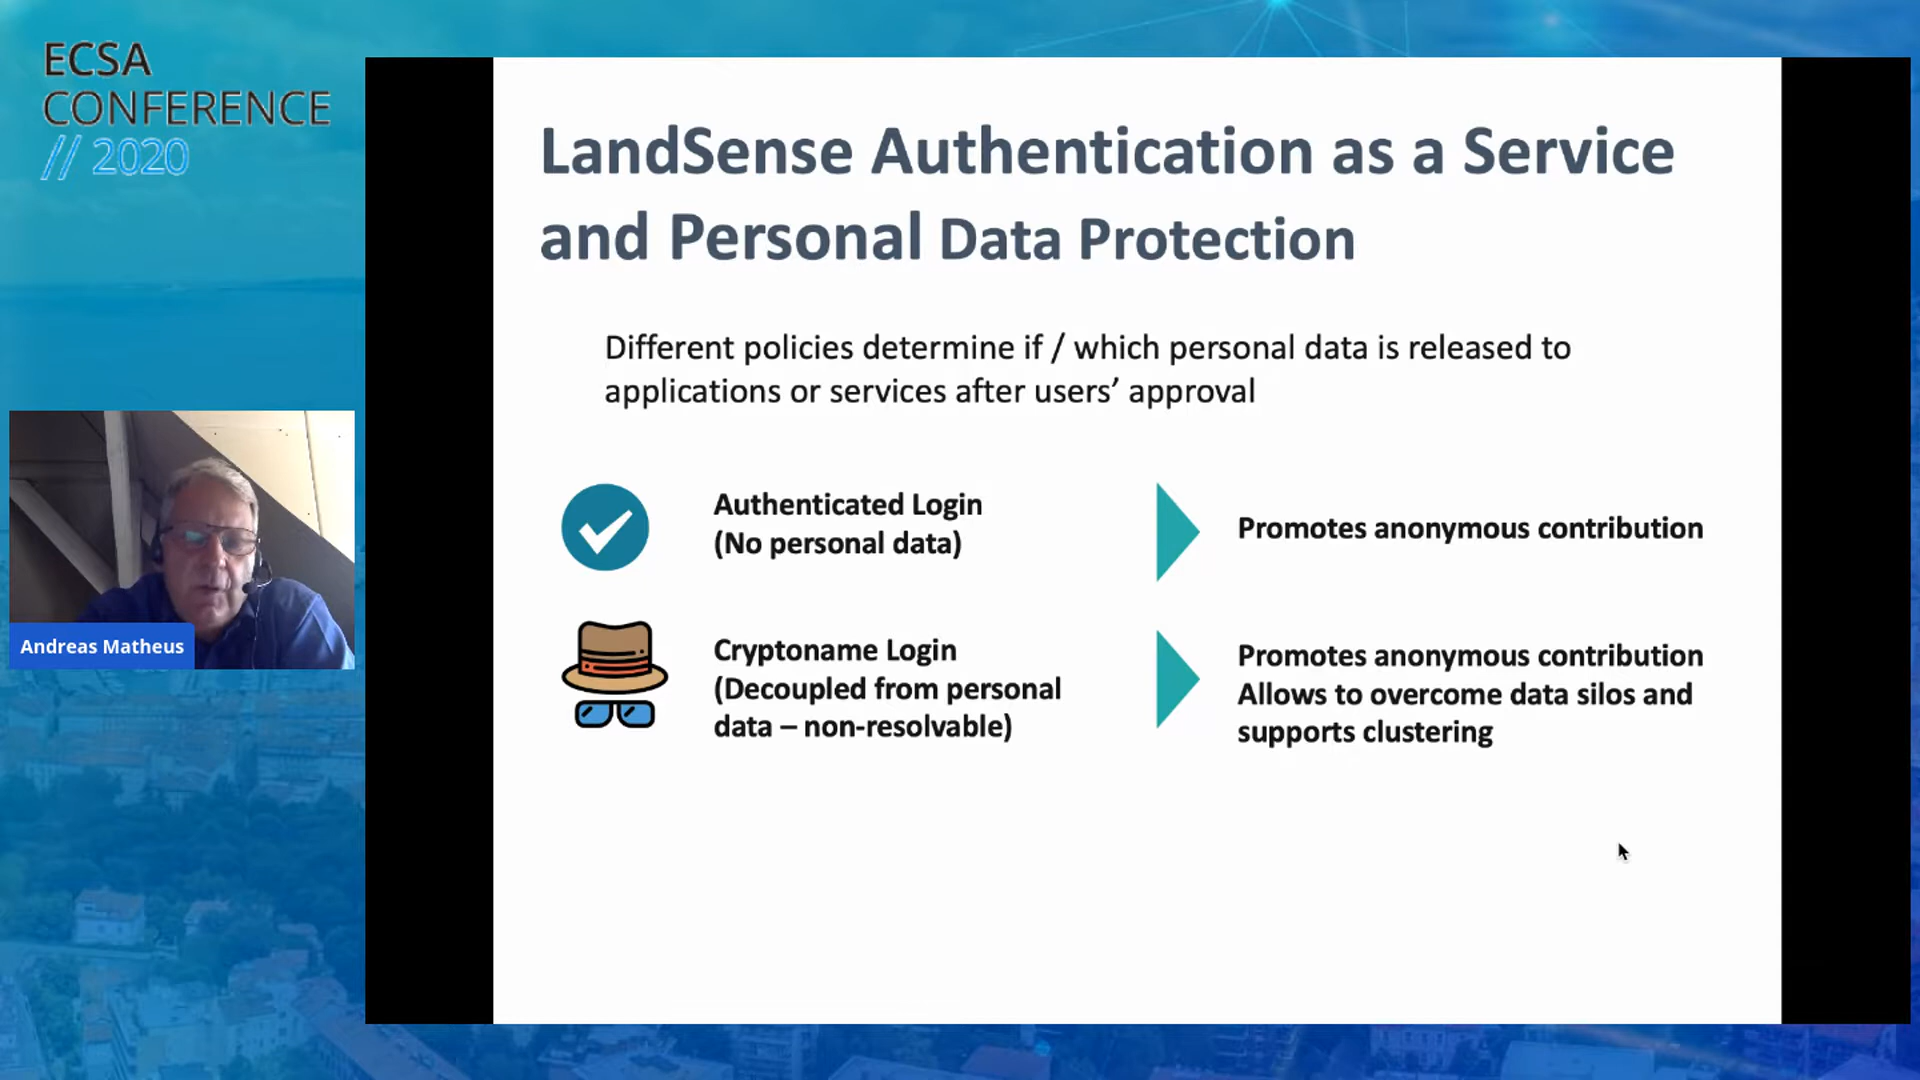 ECSA
CONFERENCE
// 2020
LandSense Authentication as a Service
and Personal Data Protection
Different policies determine if / which personal data is released to
applications or services after users’ approval
Authenticated Login
(No personal data)
Promotes anonymous contribution
Cryptoname Login
(Decoupled from personal
data – non-resolvable)
Promotes anonymous contribution
Allows to overcome data silos and
supports clustering
Andreas Matheus